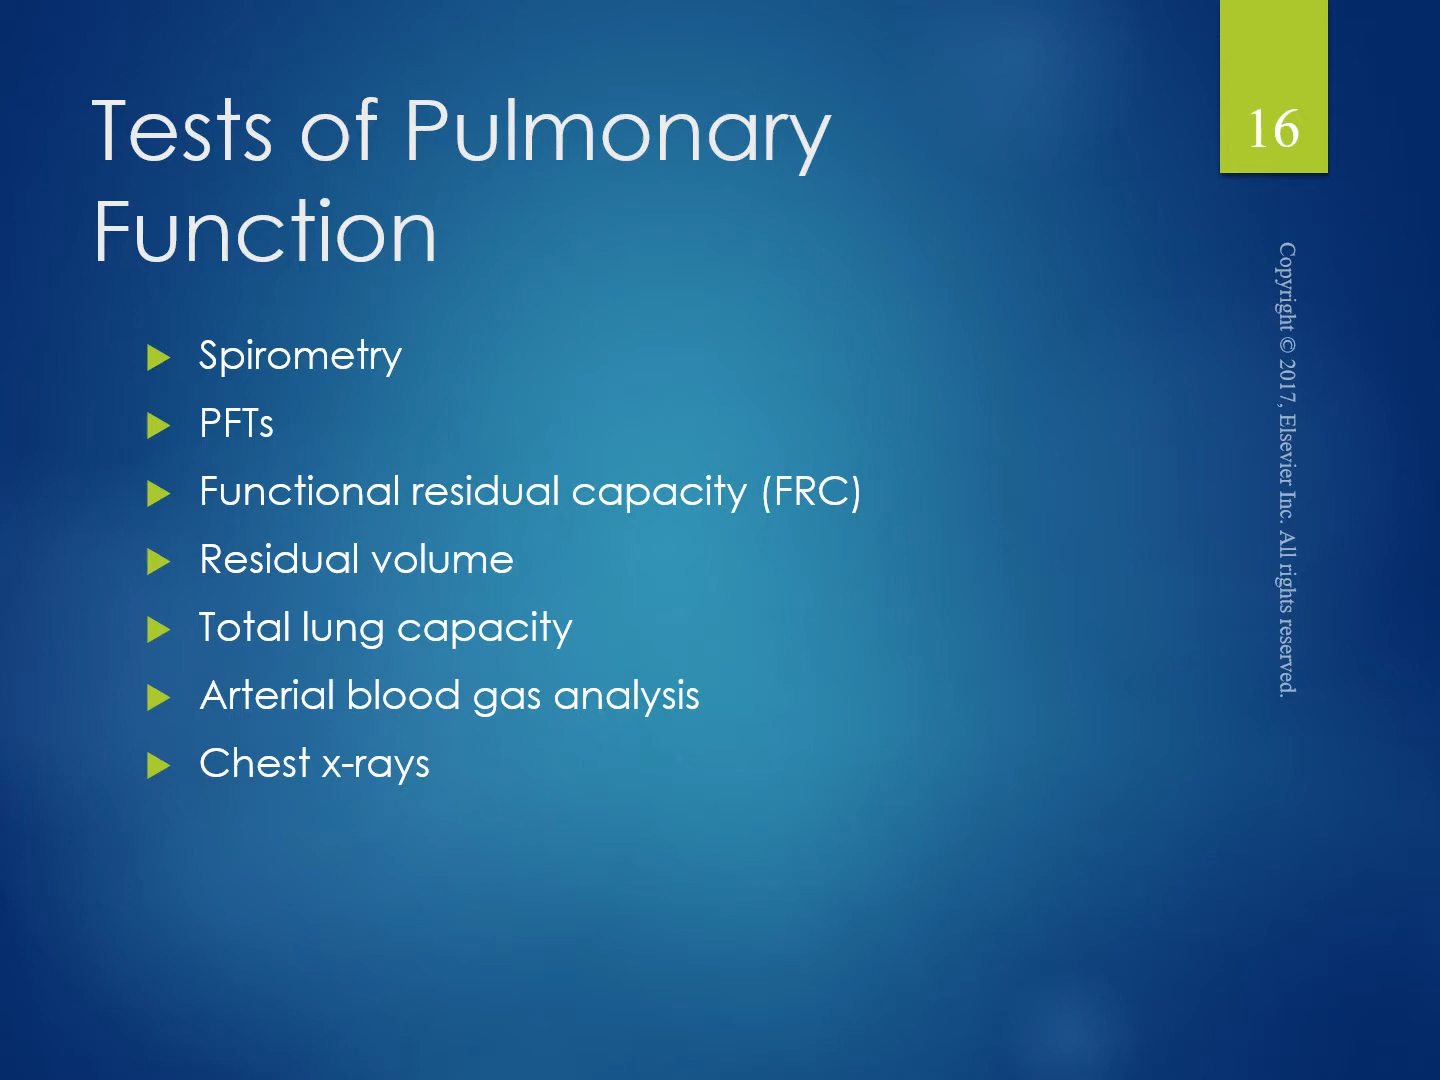 Tests of Pulmonary
Function
16
Spirometry
PFTs
Functional residual capacity (FRC)
Residual volume
Total lung capacity
Arterial blood gas analysis
Chest x-rays
Copyright © 2017, Elsevier Inc. All rights reserved.